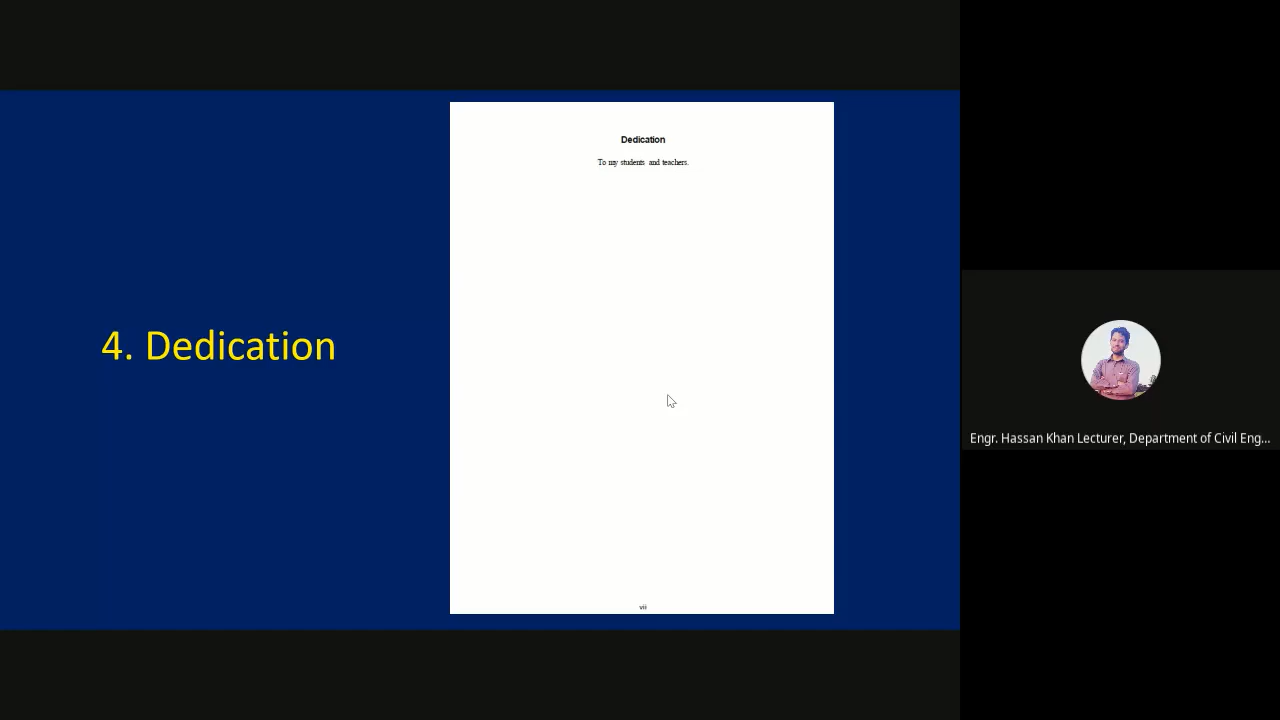 4. Dedication
Dedication
To my students and teachers.
vii
Engr. Hassan Khan Lecturer, Department of Civil Eng...